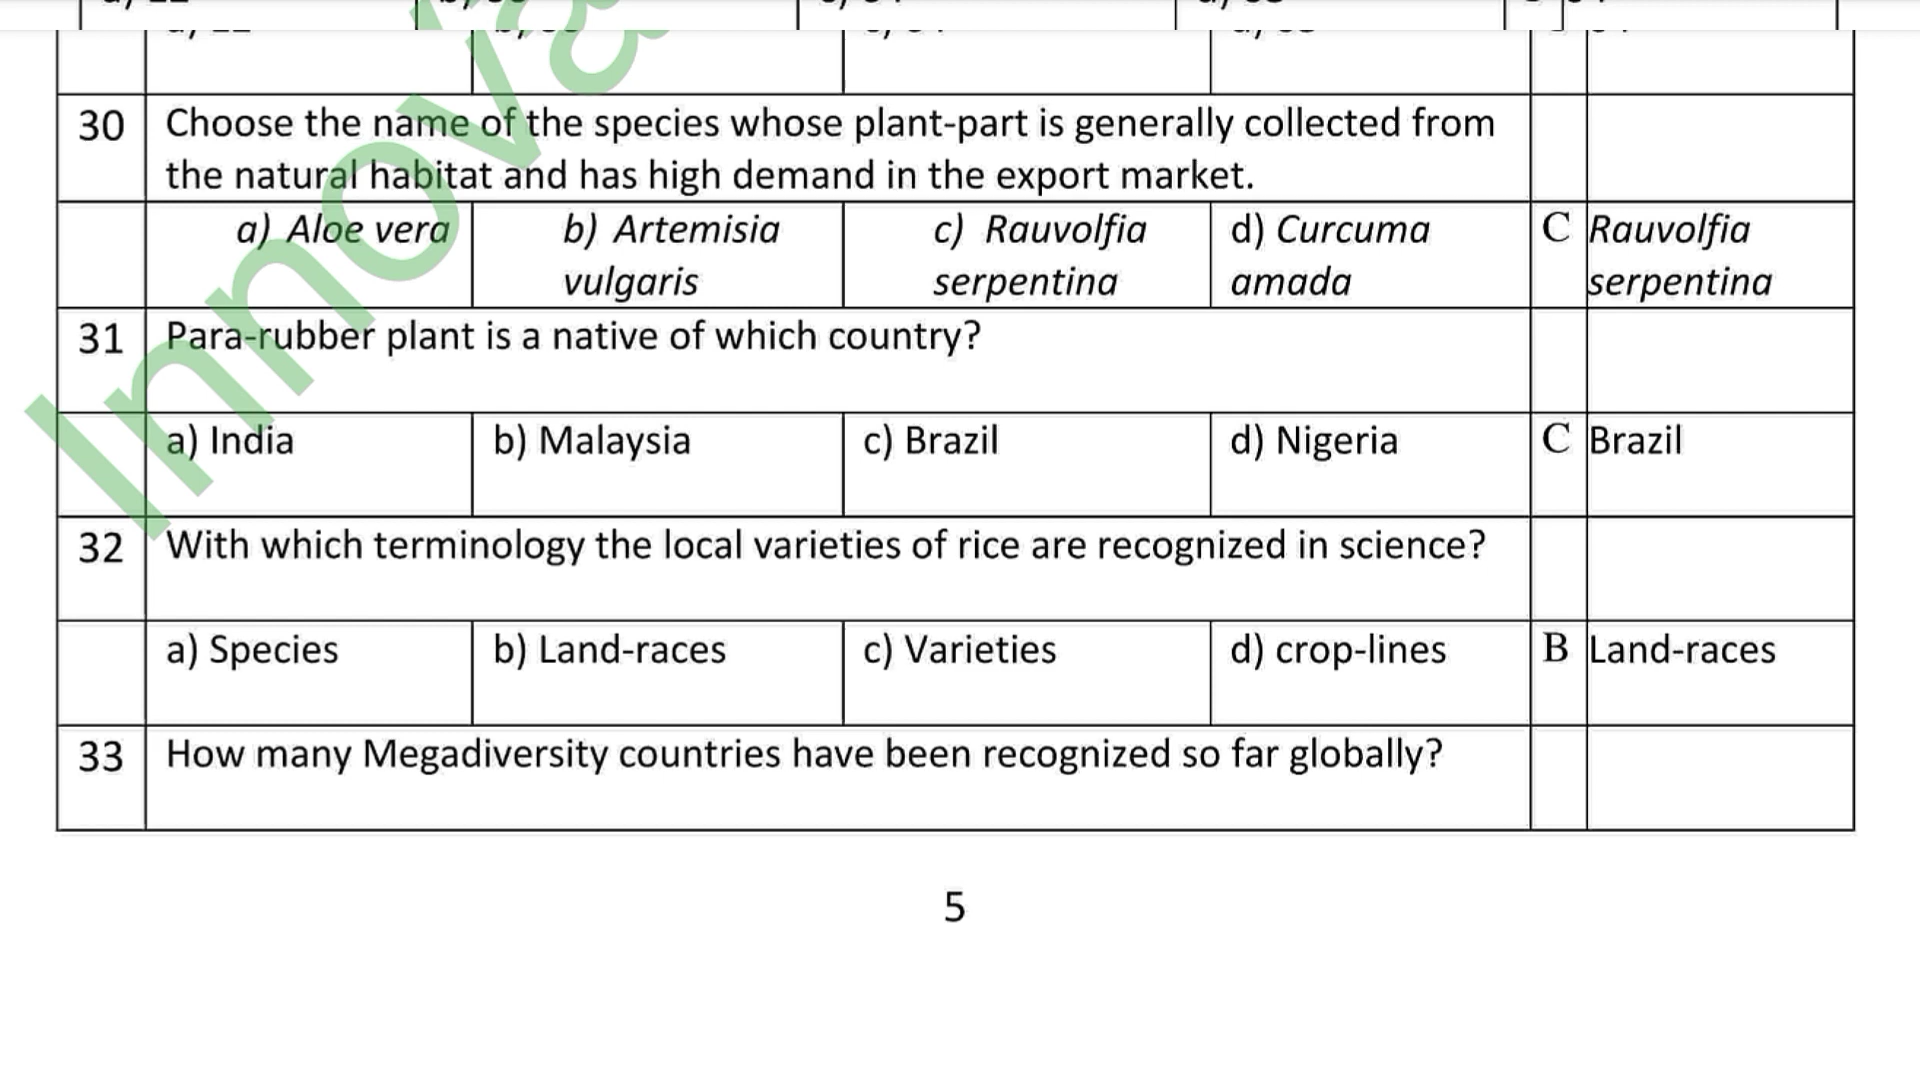 30 Choose the name of the species whose plant-part is generally collected from
the natural habitat and has high demand in the export market.
a) Aloe vera b) Artemisia c) Rauvolfia d) Curcuma C Rauvolfia
vulgaris serpentina amada serpentina
31 Para-rubber plant is a native of which country?
a) India b) Malaysia c) Brazil d) Nigeria C Brazil
32 With which terminology the local varieties of rice are recognized in science?
a) Species b) Land-races c) Varieties d) crop-lines B Land-races
33 How many Megadiversity countries have been recognized so far globally?
5
Innova